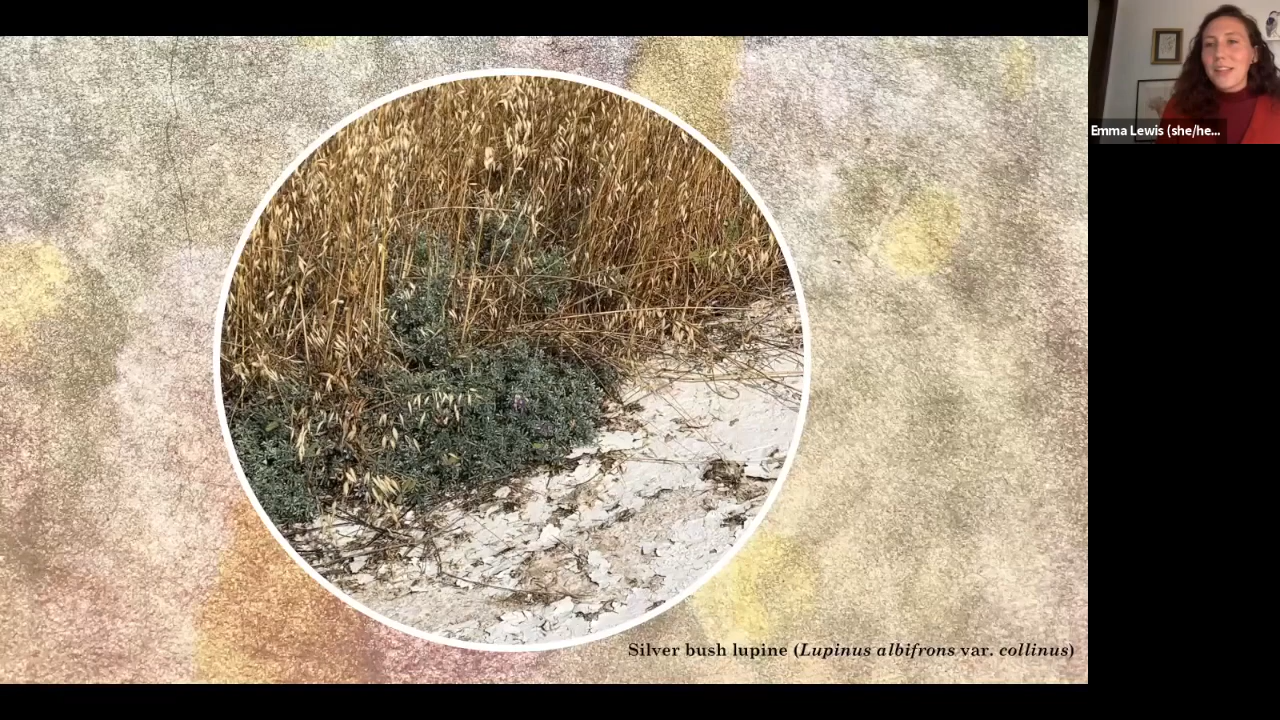 Emma Lewis (she/he...
Silver bush lupine (Lupinus albifrons var. collinus)